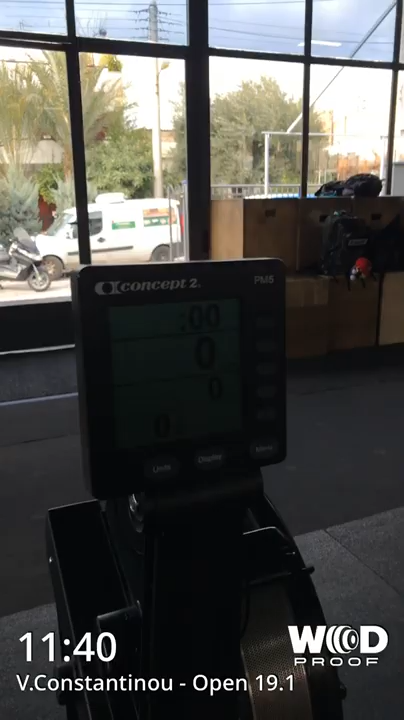 concept 2.
PM5
:00
0
0
0
Units
Display
Menu
11:40
WOD
PROOF
V.Constantinou - Open 19.1